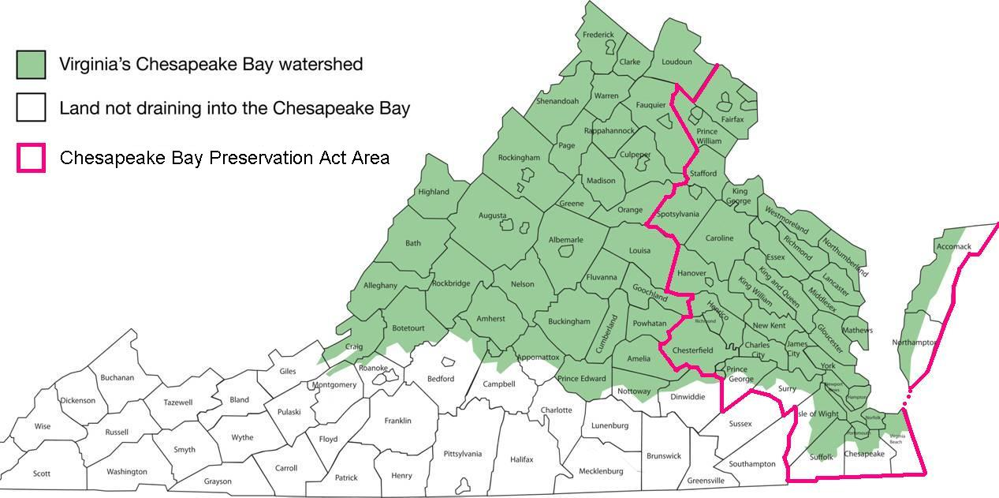 Virginia's Chesapeake Bay watershed
Land not draining into the Chesapeake Bay
Chesapeake Bay Preservation Act Area
Frederick
Clarke
Loudoun
Shenandoah
Warren
Fauquier
Fairfax
Prince
William
Rappahannock
Page
Culpeper
Rockingham
Stafford
Madison
Highland
King
George
Greene
Orange
Spotsylvania
Westmoreland
Augusta
Richmond
Northumberland
Bath
Albemarle
Caroline
Louisa
Essex
Accomack
Hanover
Fluvanna
King and Queen
Lancaster
Alleghany
Rockbridge
Nelson
Goochland
King William
Middlesex
Henrico
Richmond
Amherst
Buckingham
Cumberland
Powhatan
New Kent
Gloucester
Mathews
Botetourt
Northampton
Craig
Chesterfield
Charles
City
James
City
Appomattox
Amelia
York
Giles
Roanoke
Prince
George
Buchanan
Montgomery
Bedford
Campbell
Prince Edward
Nottoway
Surry
Newport
News
Hampton
Dickenson
Tazewell
Bland
Dinwiddie
Pulaski
Charlotte
Isle of Wight
Norfolk
Wise
Russell
Wythe
Floyd
Franklin
Lunenburg
Sussex
Portsmouth
Virginia
Beach
Smyth
Pittsylvania
Halifax
Brunswick
Suffolk
Chesapeake
Scott
Washington
Grayson
Carroll
Patrick
Henry
Mecklenburg
Greensville
Southampton